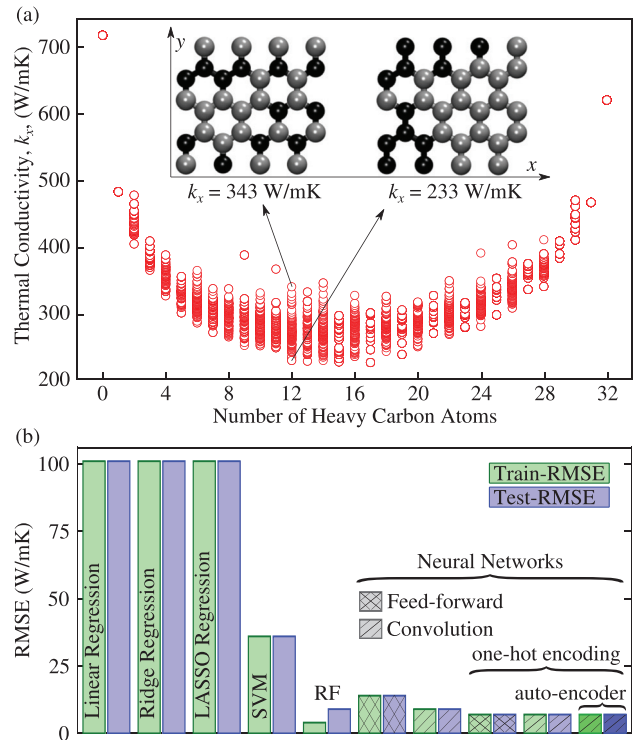 (a)
Thermal Conductivity, kₓ, (W/mK)
700
600
500
400
300
200
y
x
kₓ = 343 W/mK
kₓ = 233 W/mK
0
4
8
12
16
20
24
28
32
Number of Heavy Carbon Atoms
(b)
RMSE (W/mK)
100
75
50
25
0
Train-RMSE
Test-RMSE
Neural Networks
Feed-forward
Convolution
one-hot encoding
auto-encoder
Linear Regression
Ridge Regression
LASSO Regression
SVM
RF